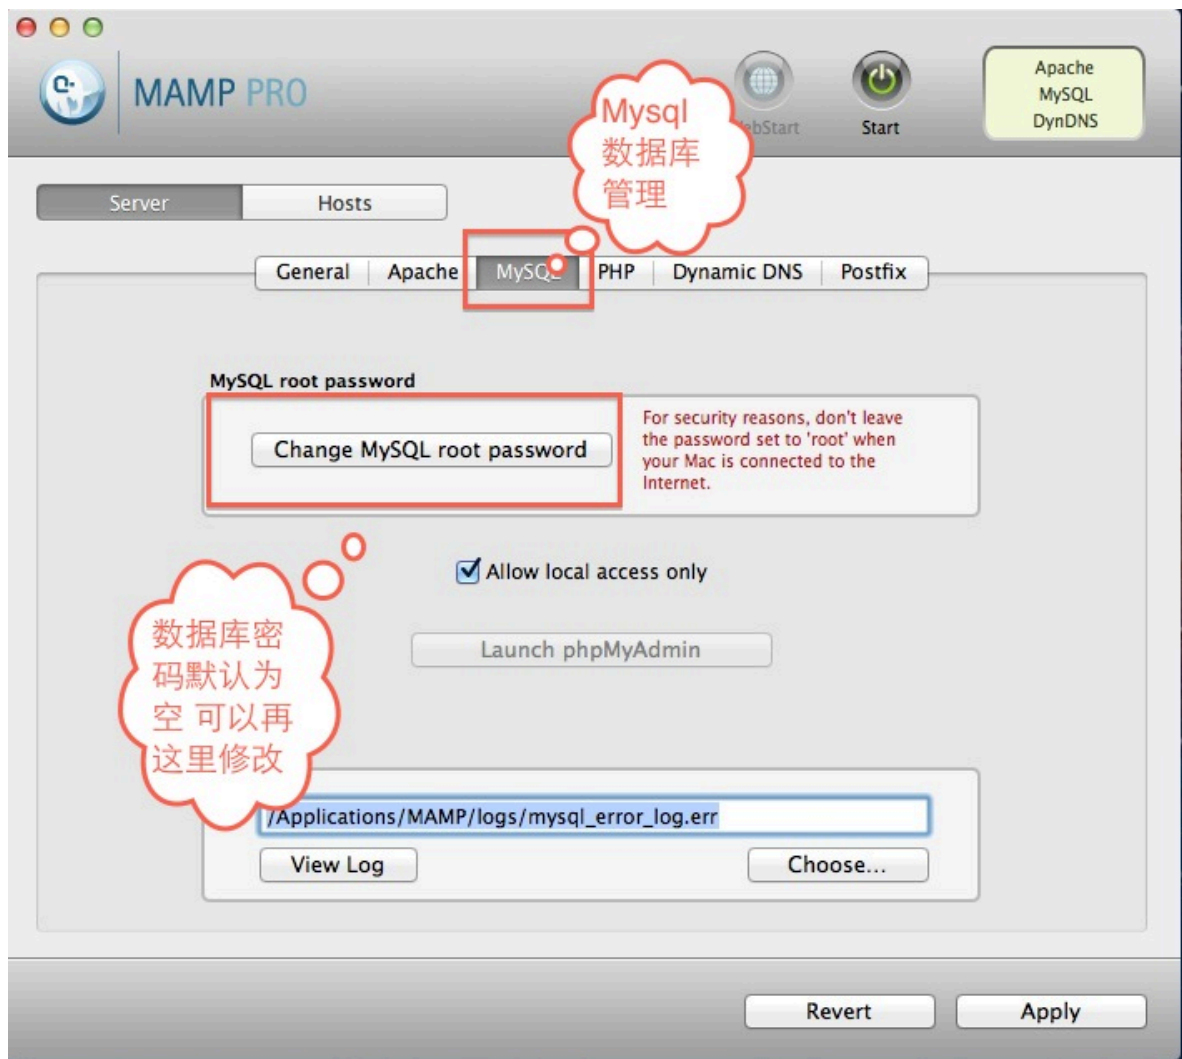 MAMP PRO
WebStart
Start
Apache
MySQL
DynDNS
Mysql
数据库
管理
Server
Hosts
General
Apache
MySQL
PHP
Dynamic DNS
Postfix
MySQL root password
Change MySQL root password
For security reasons, don't leave
the password set to 'root' when
your Mac is connected to the
Internet.
Allow local access only
Launch phpMyAdmin
数据库密
码默认为
空 可以再
这里修改
/Applications/MAMP/logs/mysql_error_log.err
View Log
Choose...
Revert
Apply